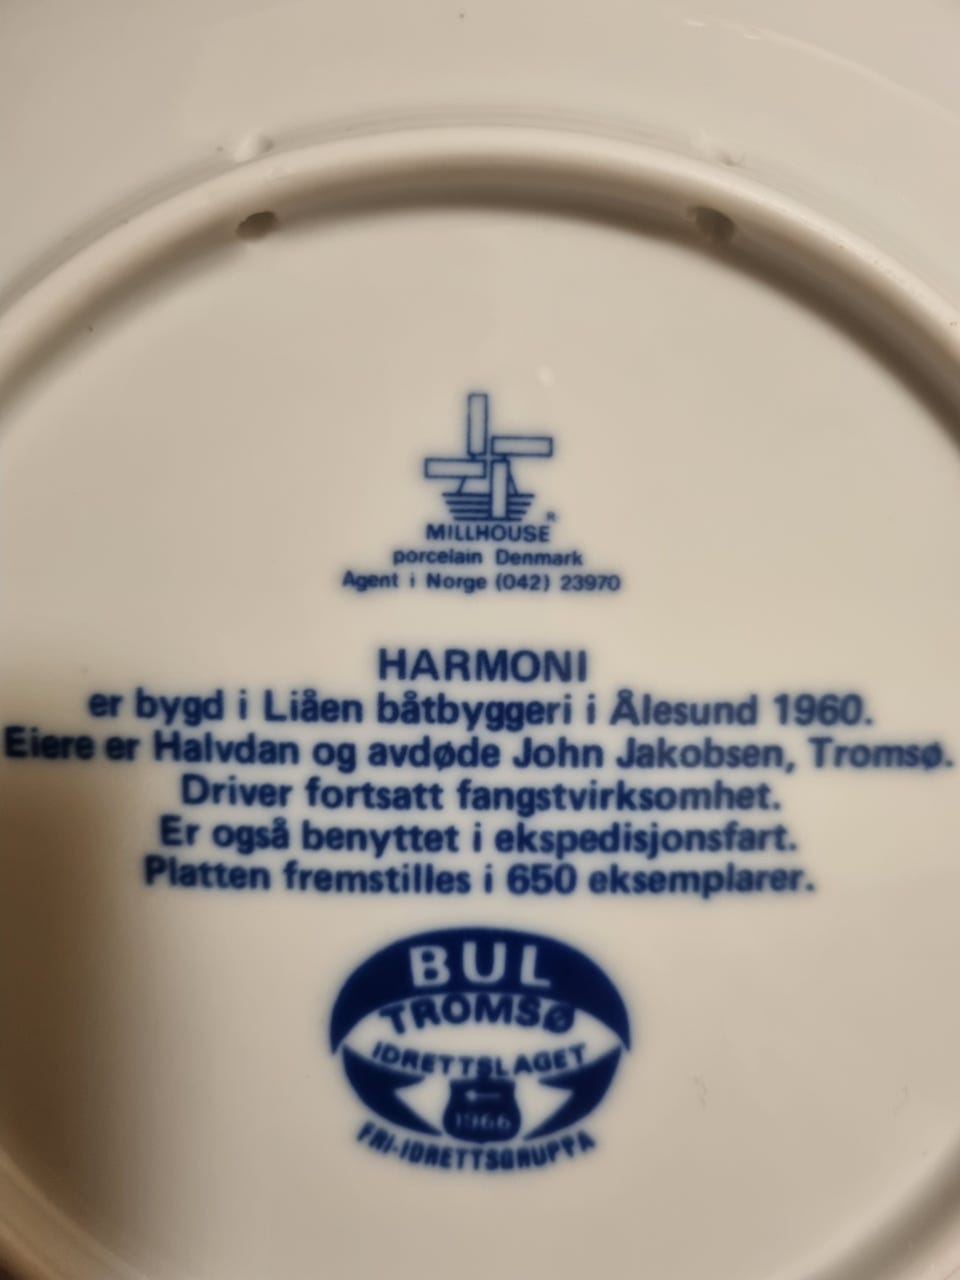 MILLHOUSE
porcelain Denmark
Agent i Norge (042) 23970
HARMONI
er bygd i Liåen båtbyggeri i Ålesund 1960.
Eiere er Halvdan og avdøde John Jakobsen, Tromsø.
Driver fortsatt fangstvirksomhet.
Er også benyttet i ekspedisjonsfart.
Platten fremstilles i 650 eksemplarer.
BUL
TROMSØ
IDRETTSLAGET
1966
FRI-IDRETTSGRUPPA